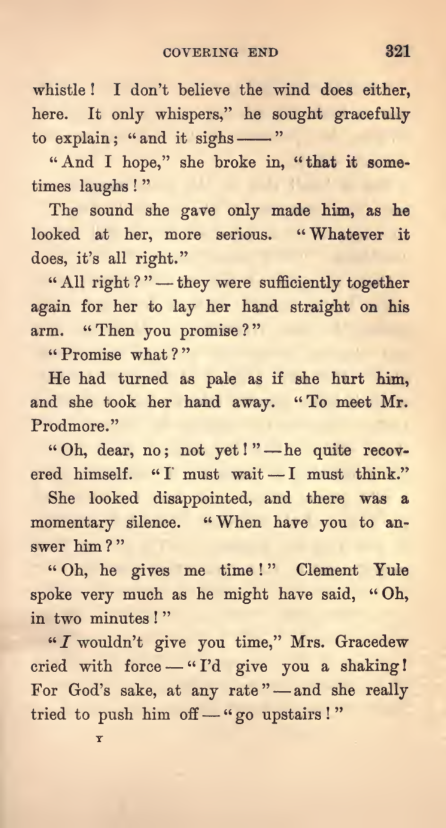 COVERING END 321
whistle! I don't believe the wind does either,
here. It only whispers," he sought gracefully
to explain; "and it sighs——"
"And I hope," she broke in, "that it some-
times laughs!"
The sound she gave only made him, as he
looked at her, more serious. "Whatever it
does, it's all right."
"All right?"—they were sufficiently together
again for her to lay her hand straight on his
arm. "Then you promise?"
"Promise what?"
He had turned as pale as if she hurt him,
and she took her hand away. "To meet Mr.
Prodmore."
"Oh, dear, no; not yet!"—he quite recov-
ered himself. "I must wait—I must think."
She looked disappointed, and there was a
momentary silence. "When have you to an-
swer him?"
"Oh, he gives me time!" Clement Yule
spoke very much as he might have said, "Oh,
in two minutes!"
"I wouldn't give you time," Mrs. Gracedew
cried with force—"I'd give you a shaking!
For God's sake, at any rate"—and she really
tried to push him off—"go upstairs!"
Y